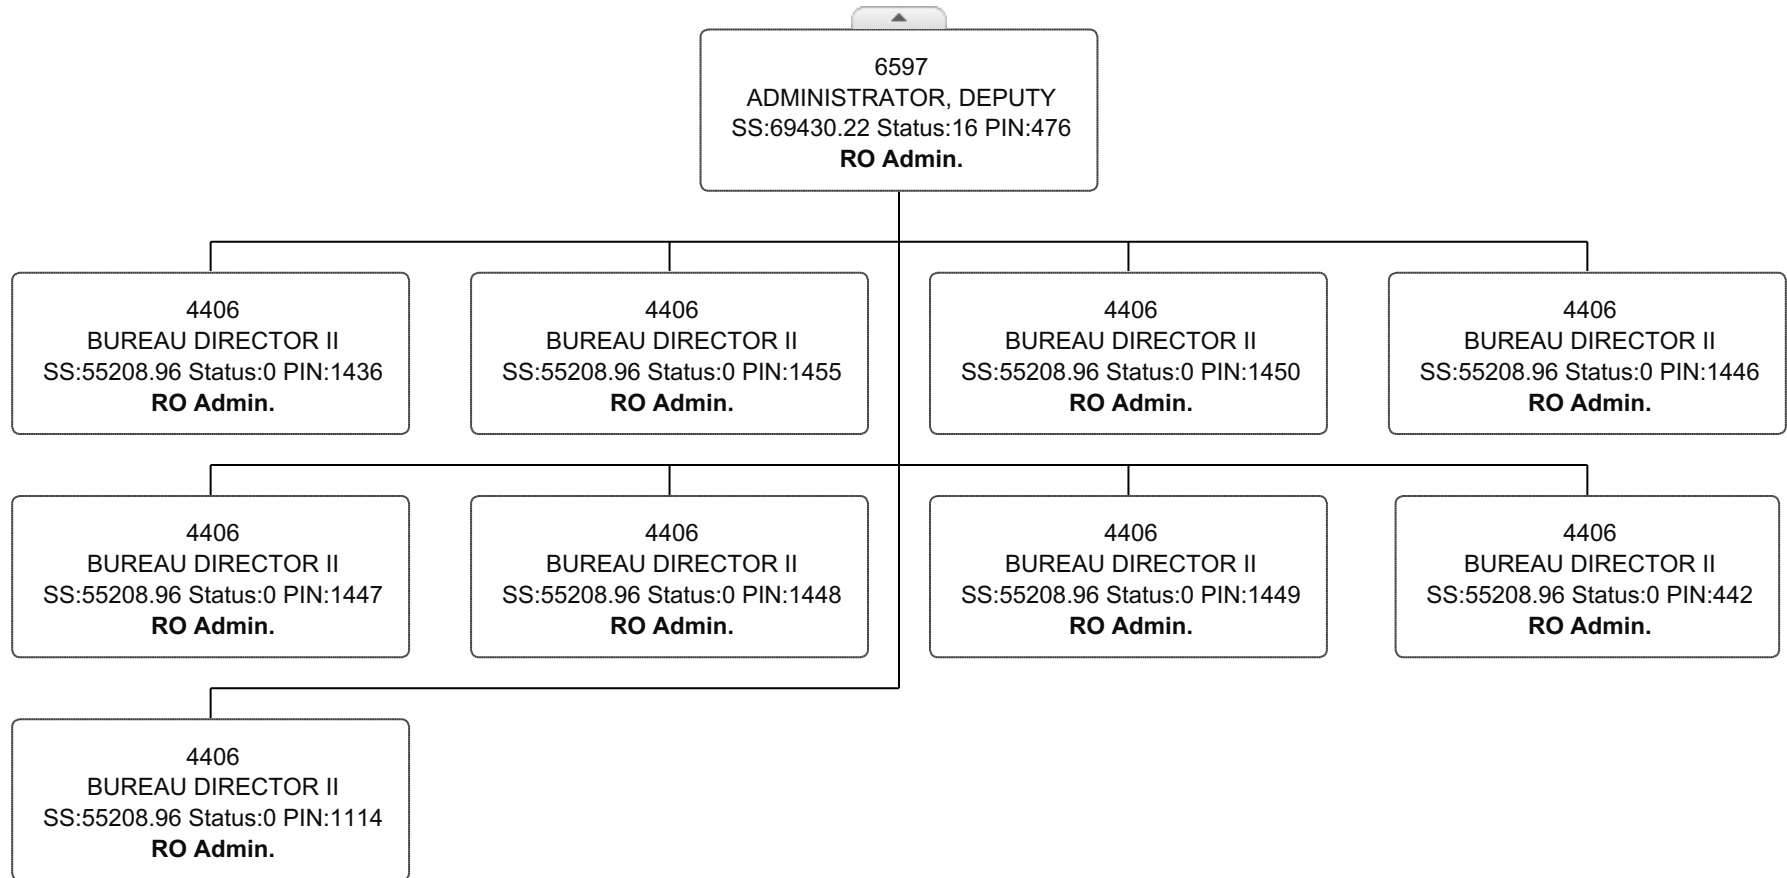 6597
ADMINISTRATOR, DEPUTY
SS:69430.22 Status:16 PIN:476
RO Admin.
4406
BUREAU DIRECTOR II
SS:55208.96 Status:0 PIN:1436
RO Admin.
4406
BUREAU DIRECTOR II
SS:55208.96 Status:0 PIN:1455
RO Admin.
4406
BUREAU DIRECTOR II
SS:55208.96 Status:0 PIN:1450
RO Admin.
4406
BUREAU DIRECTOR II
SS:55208.96 Status:0 PIN:1446
RO Admin.
4406
BUREAU DIRECTOR II
SS:55208.96 Status:0 PIN:1447
RO Admin.
4406
BUREAU DIRECTOR II
SS:55208.96 Status:0 PIN:1448
RO Admin.
4406
BUREAU DIRECTOR II
SS:55208.96 Status:0 PIN:1449
RO Admin.
4406
BUREAU DIRECTOR II
SS:55208.96 Status:0 PIN:442
RO Admin.
4406
BUREAU DIRECTOR II
SS:55208.96 Status:0 PIN:1114
RO Admin.